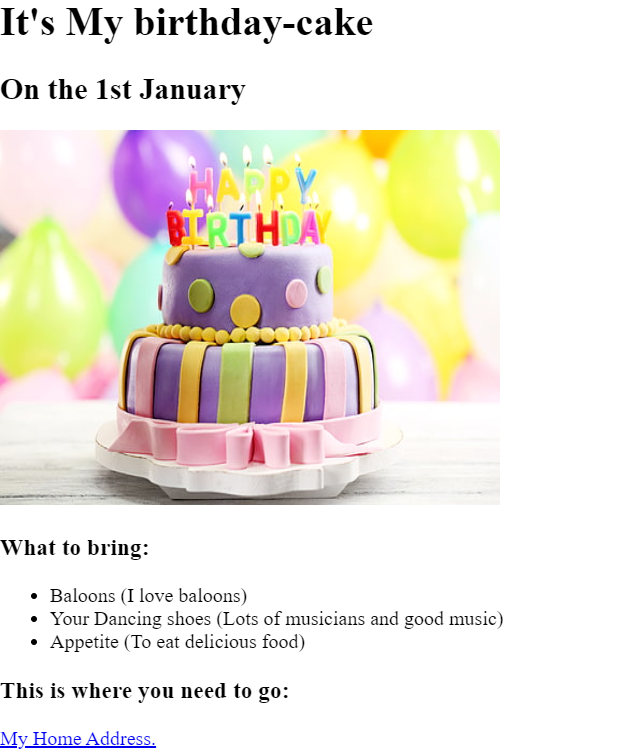 It's My birthday-cake
On the 1st January
HAPPY
BIRTHDAY
What to bring:
Baloons (I love baloons)
Your Dancing shoes (Lots of musicians and good music)
Appetite (To eat delicious food)
This is where you need to go:
My Home Address.